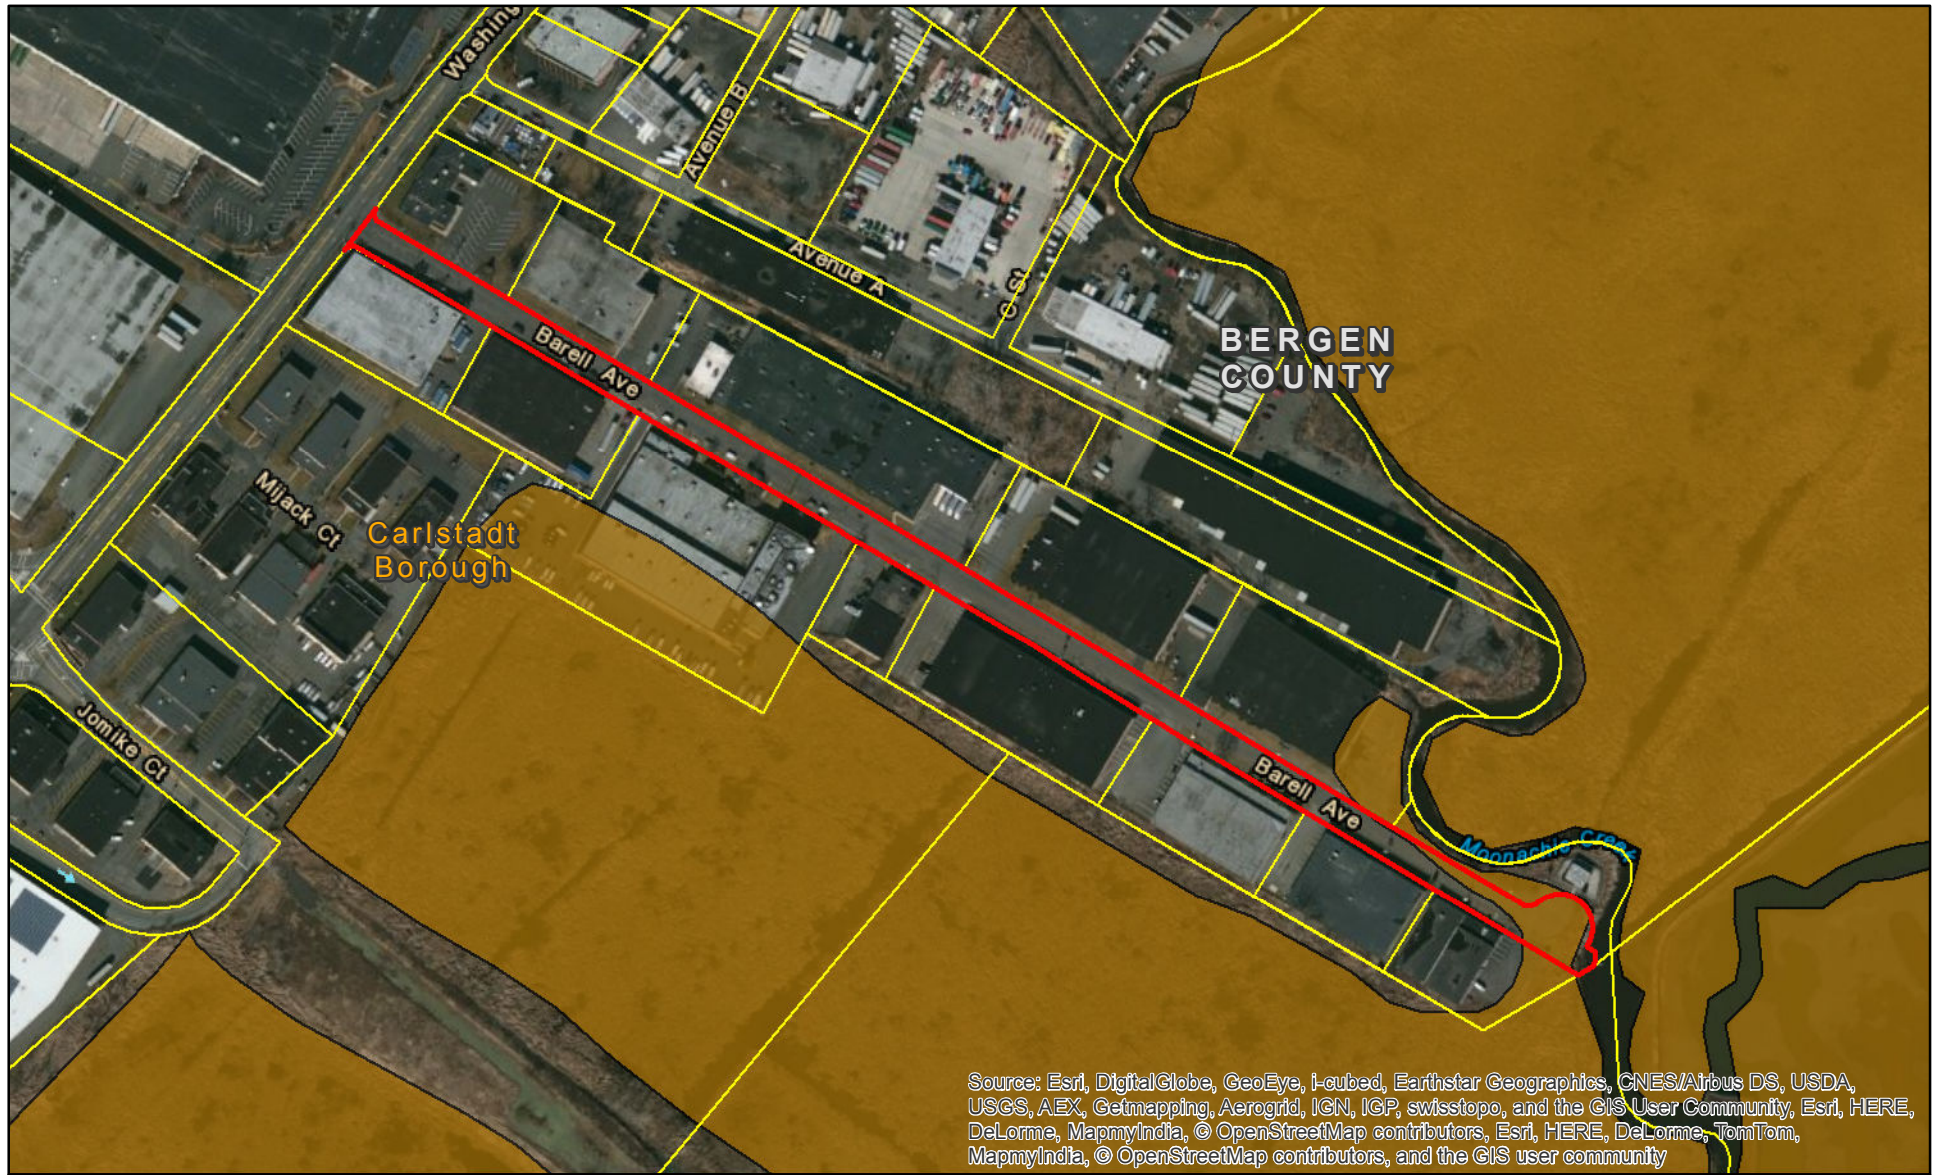 Washing
Avenue B
Avenue A
C St
BERGEN
COUNTY
Barell Ave
Mijack Ct
Carlstadt
Borough
Jomike Ct
Barell Ave
Moonachie Creek
Source: Esri, DigitalGlobe, GeoEye, i-cubed, Earthstar Geographics, CNES/Airbus DS, USDA,
USGS, AEX, Getmapping, Aerogrid, IGN, IGP, swisstopo, and the GIS User Community, Esri, HERE,
DeLorme, MapmyIndia, © OpenStreetMap contributors, Esri, HERE, DeLorme, TomTom,
MapmyIndia, © OpenStreetMap contributors, and the GIS user community